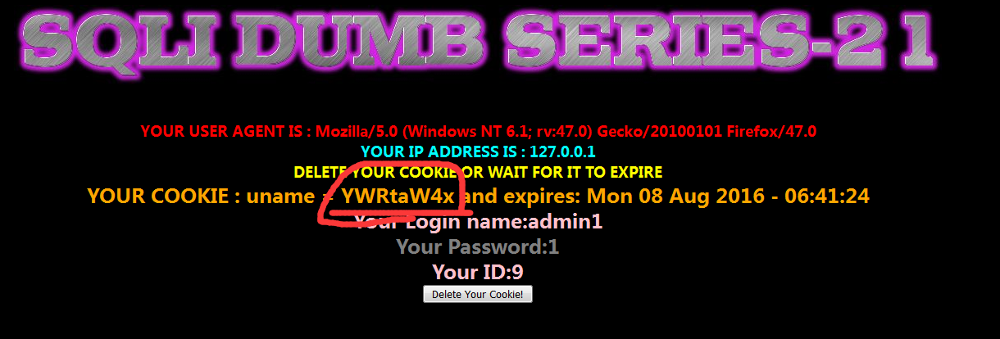 SQLI DUMB SERIES-21
YOUR USER AGENT IS : Mozilla/5.0 (Windows NT 6.1; rv:47.0) Gecko/20100101 Firefox/47.0
YOUR IP ADDRESS IS : 127.0.0.1
DELETE YOUR COOKIE OR WAIT FOR IT TO EXPIRE
YOUR COOKIE : uname = YWRtaW4x and expires: Mon 08 Aug 2016 - 06:41:24
Your Login name:admin1
Your Password:1
Your ID:9
Delete Your Cookie!